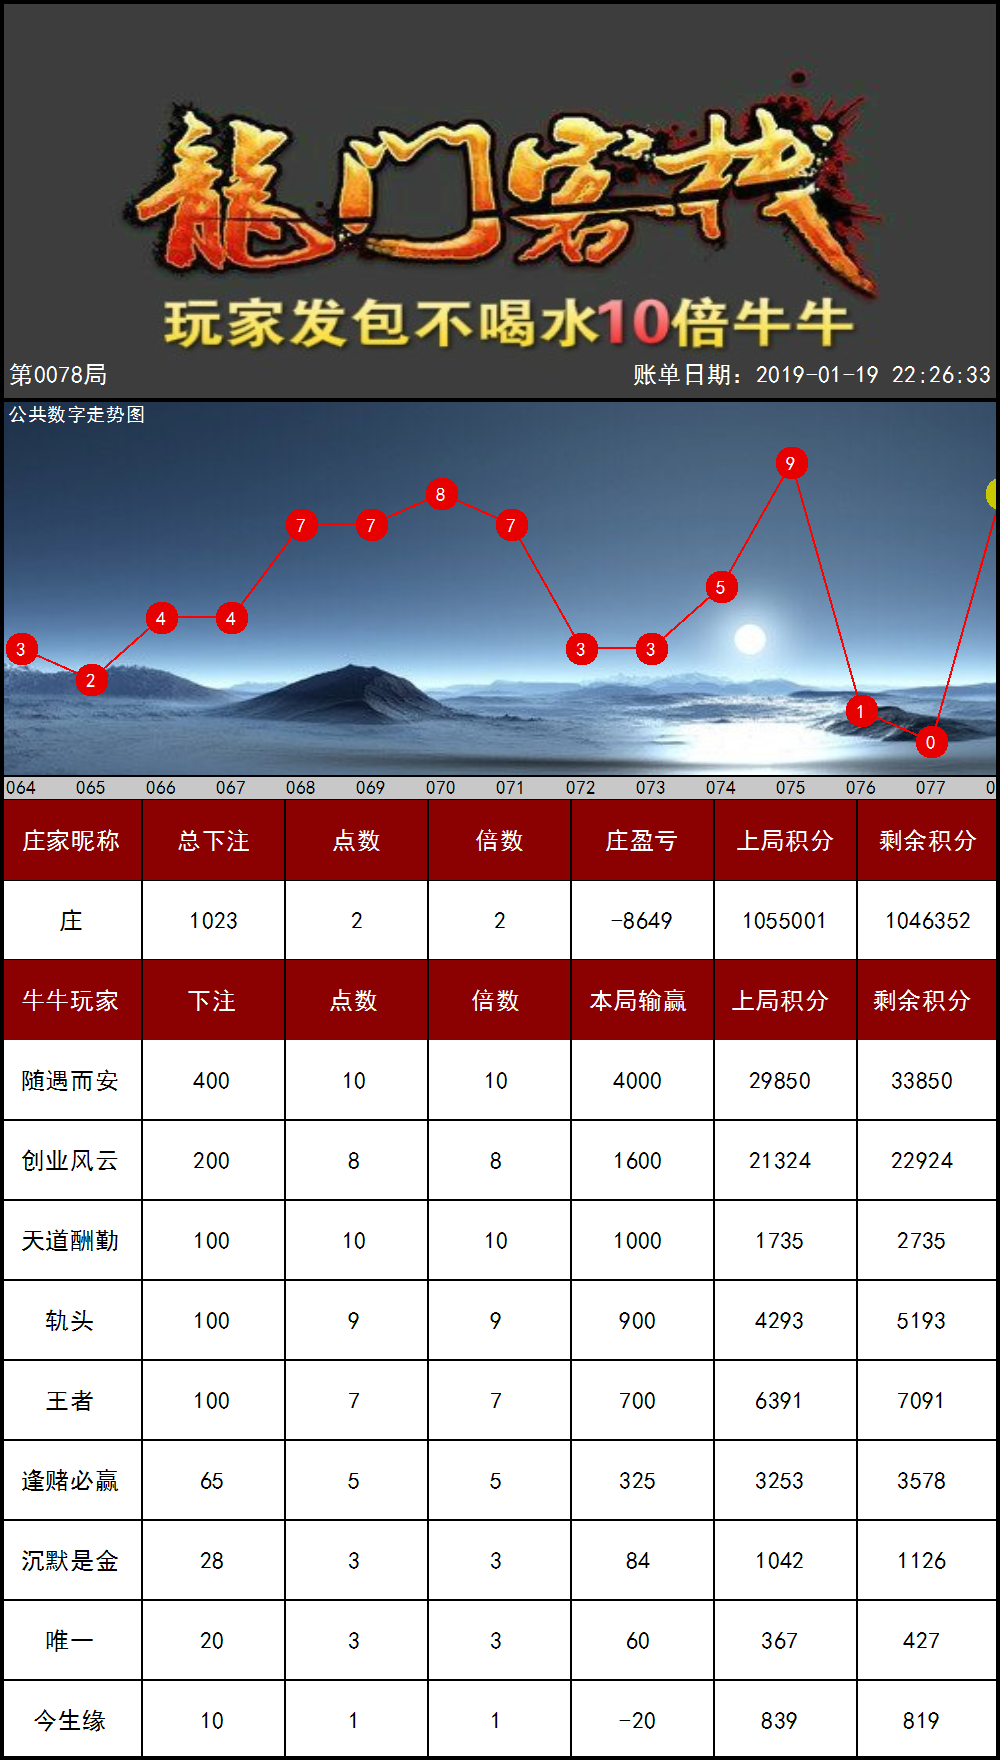 龍门客栈
玩家发包不喝水10倍牛牛
第0078局 账单日期：2019-01-19 22:26:33
公共数字走势图
3 2 4 4 7 7 8 7 3 3 5 9 1 0
064 065 066 067 068 069 070 071 072 073 074 075 076 077 0
庄家昵称 总下注 点数 倍数 庄盈亏 上局积分 剩余积分
庄 1023 2 2 -8649 1055001 1046352
牛牛玩家 下注 点数 倍数 本局输赢 上局积分 剩余积分
随遇而安 400 10 10 4000 29850 33850
创业风云 200 8 8 1600 21324 22924
天道酬勤 100 10 10 1000 1735 2735
轨头 100 9 9 900 4293 5193
王者 100 7 7 700 6391 7091
逢赌必赢 65 5 5 325 3253 3578
沉默是金 28 3 3 84 1042 1126
唯一 20 3 3 60 367 427
今生缘 10 1 1 -20 839 819